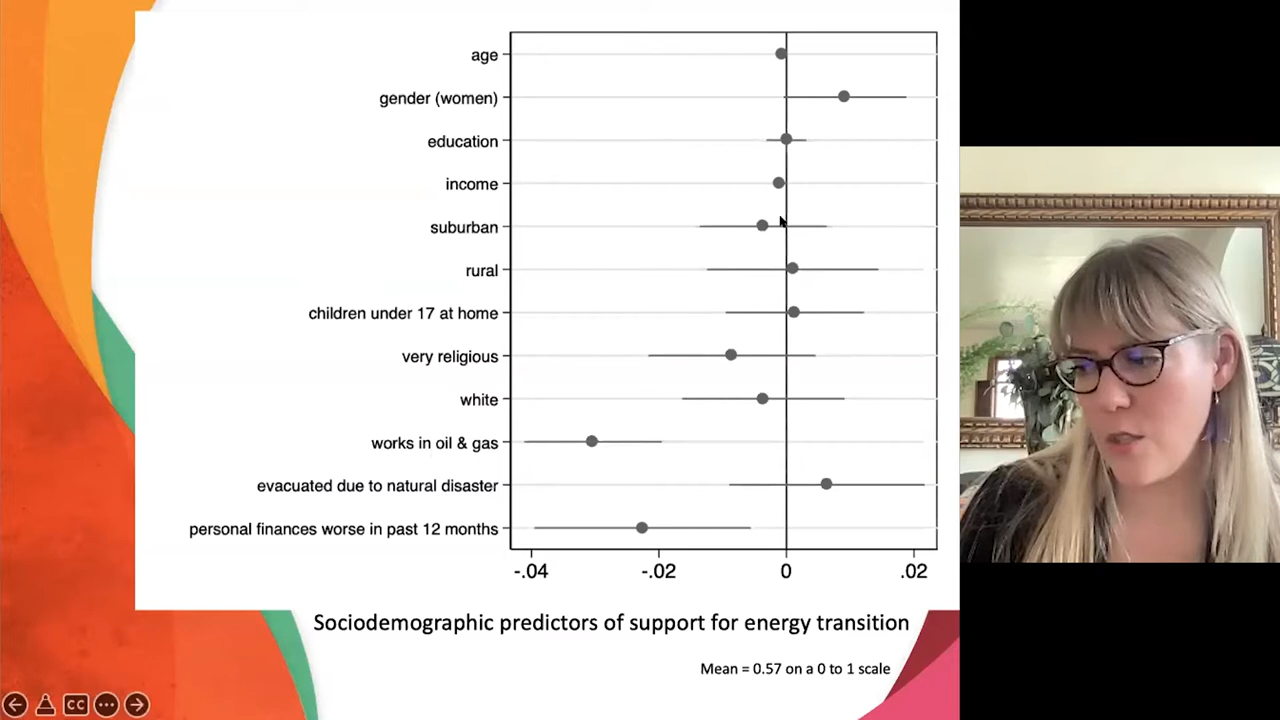 age
gender (women)
education
income
suburban
rural
children under 17 at home
very religious
white
works in oil & gas
evacuated due to natural disaster
personal finances worse in past 12 months
-.04 -.02 0 .02
Sociodemographic predictors of support for energy transition
Mean = 0.57 on a 0 to 1 scale
CC